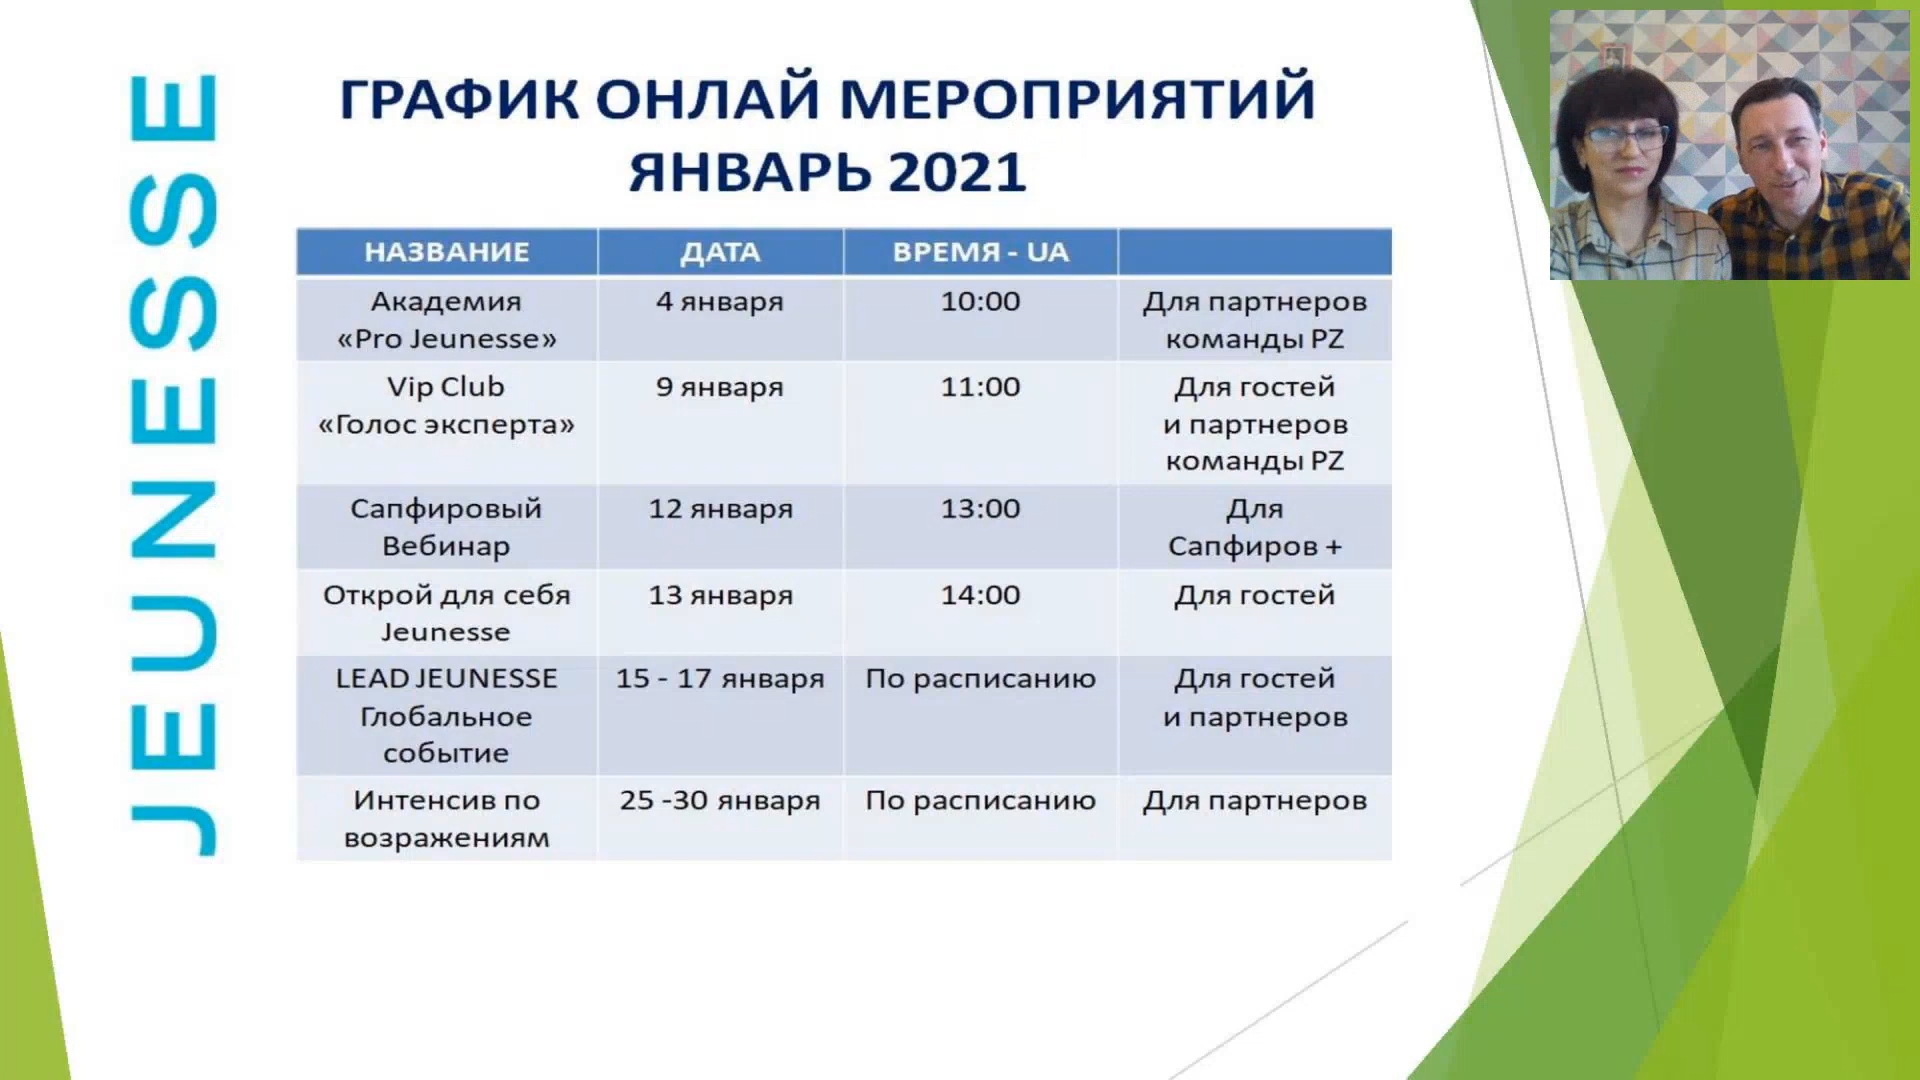 JEUNESSE
ГРАФИК ОНЛАЙ МЕРОПРИЯТИЙ
ЯНВАРЬ 2021
НАЗВАНИЕ ДАТА ВРЕМЯ - UA
Академия 4 января 10:00 Для партнеров
«Pro Jeunesse» команды PZ
Vip Club 9 января 11:00 Для гостей
«Голос эксперта» и партнеров
команды PZ
Сапфировый 12 января 13:00 Для
Вебинар Сапфиров +
Открой для себя 13 января 14:00 Для гостей
Jeunesse
LEAD JEUNESSE 15 - 17 января По расписанию Для гостей
Глобальное и партнеров
событие
Интенсив по 25 -30 января По расписанию Для партнеров
возражениям